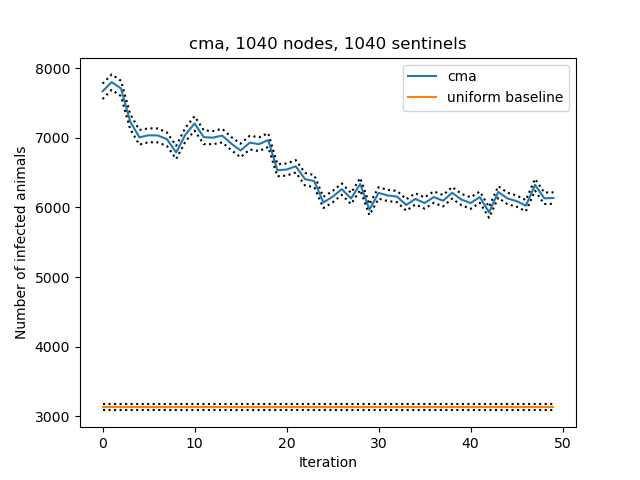 cma, 1040 nodes, 1040 sentinels
cma
uniform baseline
8000
7000
6000
5000
4000
3000
Number of infected animals
0 10 20 30 40 50
Iteration